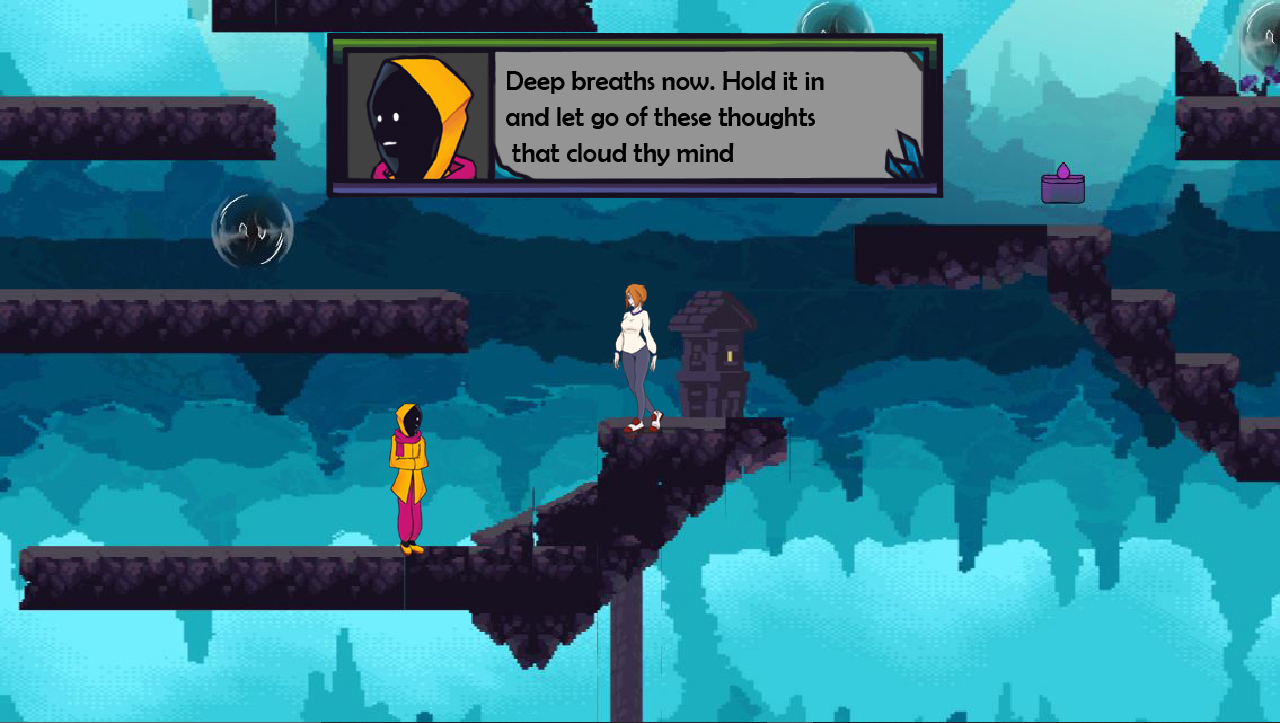 Deep breaths now. Hold it in
and let go of these thoughts
that cloud thy mind